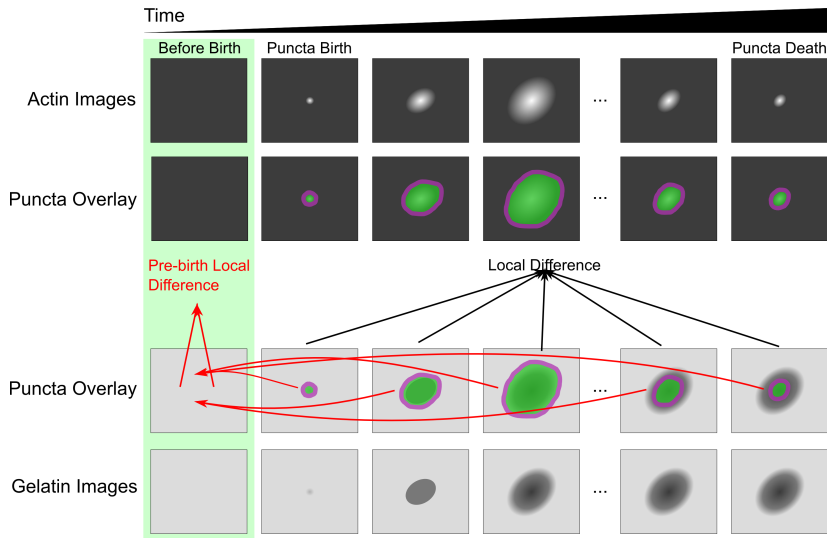 Time
Before Birth
Puncta Birth
Puncta Death
Actin Images
...
Puncta Overlay
...
Pre-birth Local
Difference
Local Difference
Puncta Overlay
...
Gelatin Images
...